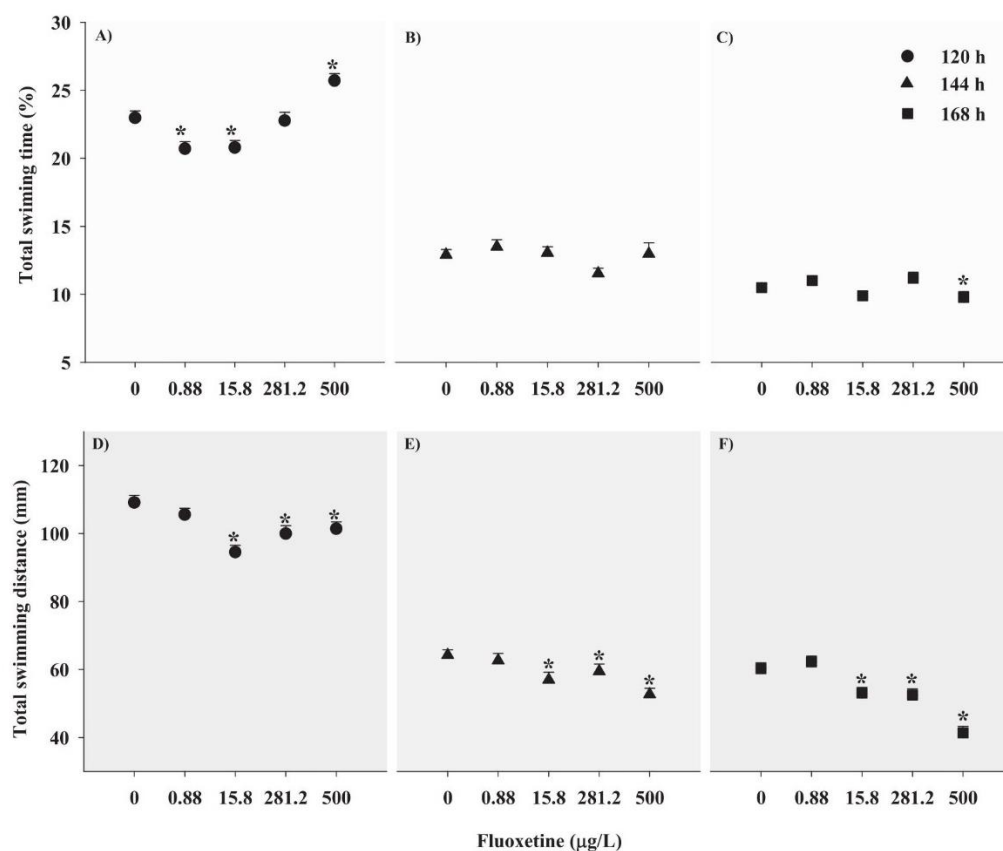 A)
B)
C)
* * *
*
● 120 h
▲ 144 h
■ 168 h
30
25
20
15
10
5
Total swiming time (%)
0 0.88 15.8 281.2 500
0 0.88 15.8 281.2 500
0 0.88 15.8 281.2 500
D)
E)
F)
* * *
* * *
* * *
120
100
80
60
40
Total swimming distance (mm)
0 0.88 15.8 281.2 500
0 0.88 15.8 281.2 500
0 0.88 15.8 281.2 500
Fluoxetine (µg/L)